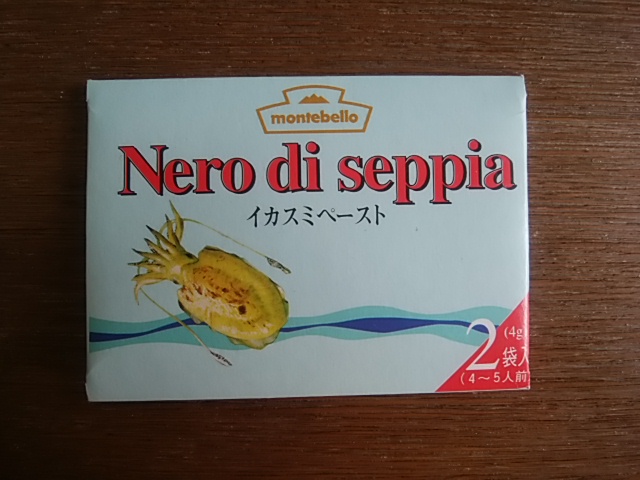 montebello
Nero di seppia
イカスミペースト
(4g
2袋入
(4～5人前